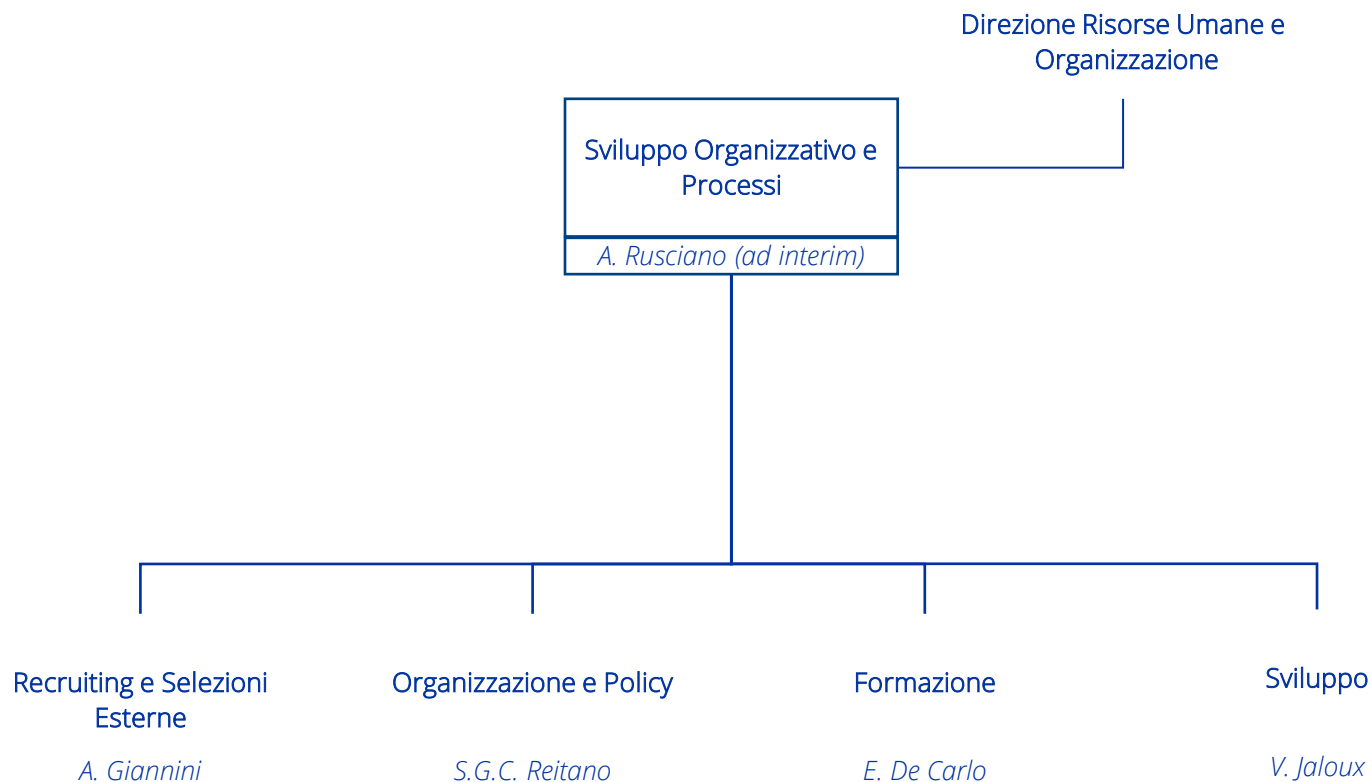 Direzione Risorse Umane e
Organizzazione
Sviluppo Organizzativo e
Processi
A. Rusciano (ad interim)
Recruiting e Selezioni
Esterne
A. Giannini
Organizzazione e Policy
S.G.C. Reitano
Formazione
E. De Carlo
Sviluppo
V. Jaloux